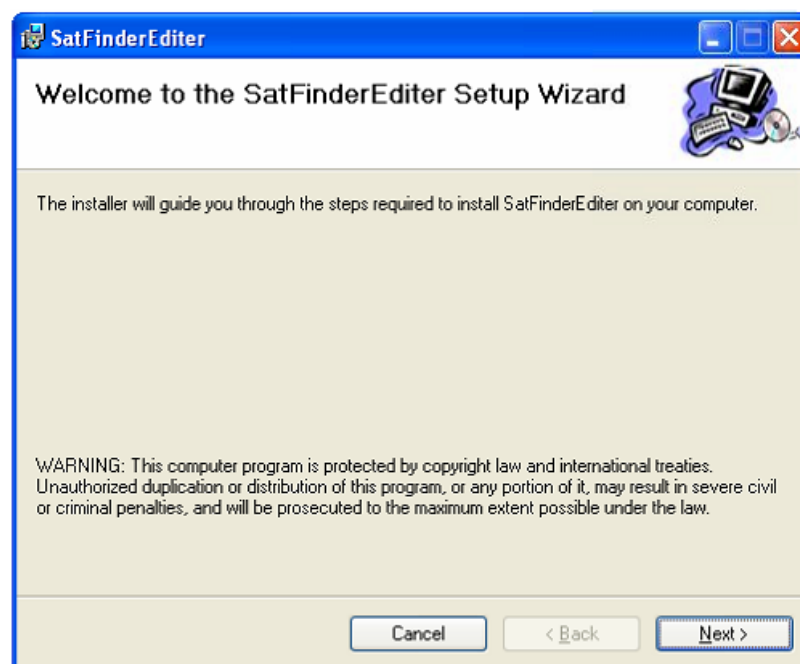 SatFinderEditer
Welcome to the SatFinderEditer Setup Wizard
The installer will guide you through the steps required to install SatFinderEditer on your computer.
WARNING: This computer program is protected by copyright law and international treaties.
Unauthorized duplication or distribution of this program, or any portion of it, may result in severe civil
or criminal penalties, and will be prosecuted to the maximum extent possible under the law.
Cancel
< Back
Next >